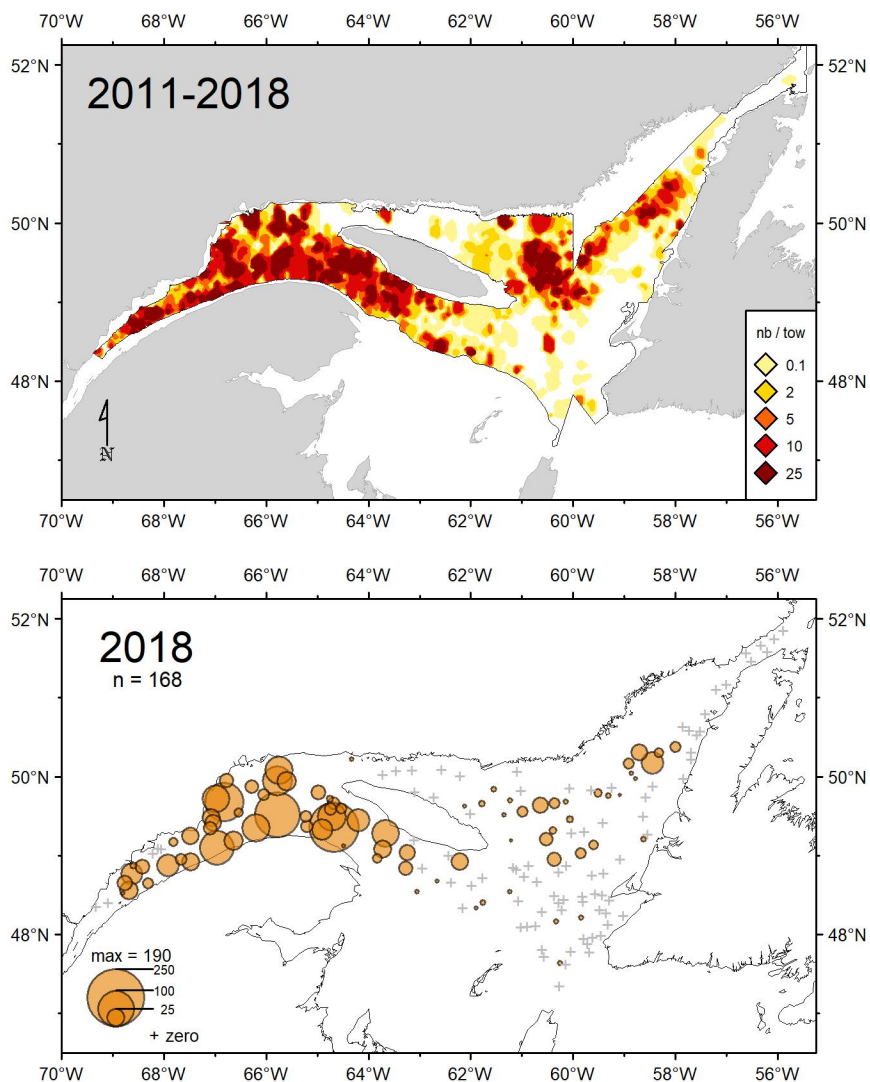 70°W 68°W 66°W 64°W 62°W 60°W 58°W 56°W
52°N 52°N
2011-2018
50°N 50°N
nb / tow
0.1
48°N 2 48°N
5
10
N 25
70°W 68°W 66°W 64°W 62°W 60°W 58°W 56°W
70°W 68°W 66°W 64°W 62°W 60°W 58°W 56°W
52°N 52°N
2018
n = 168
50°N 50°N
48°N 48°N
max = 190
250
100
25
+ zero
70°W 68°W 66°W 64°W 62°W 60°W 58°W 56°W